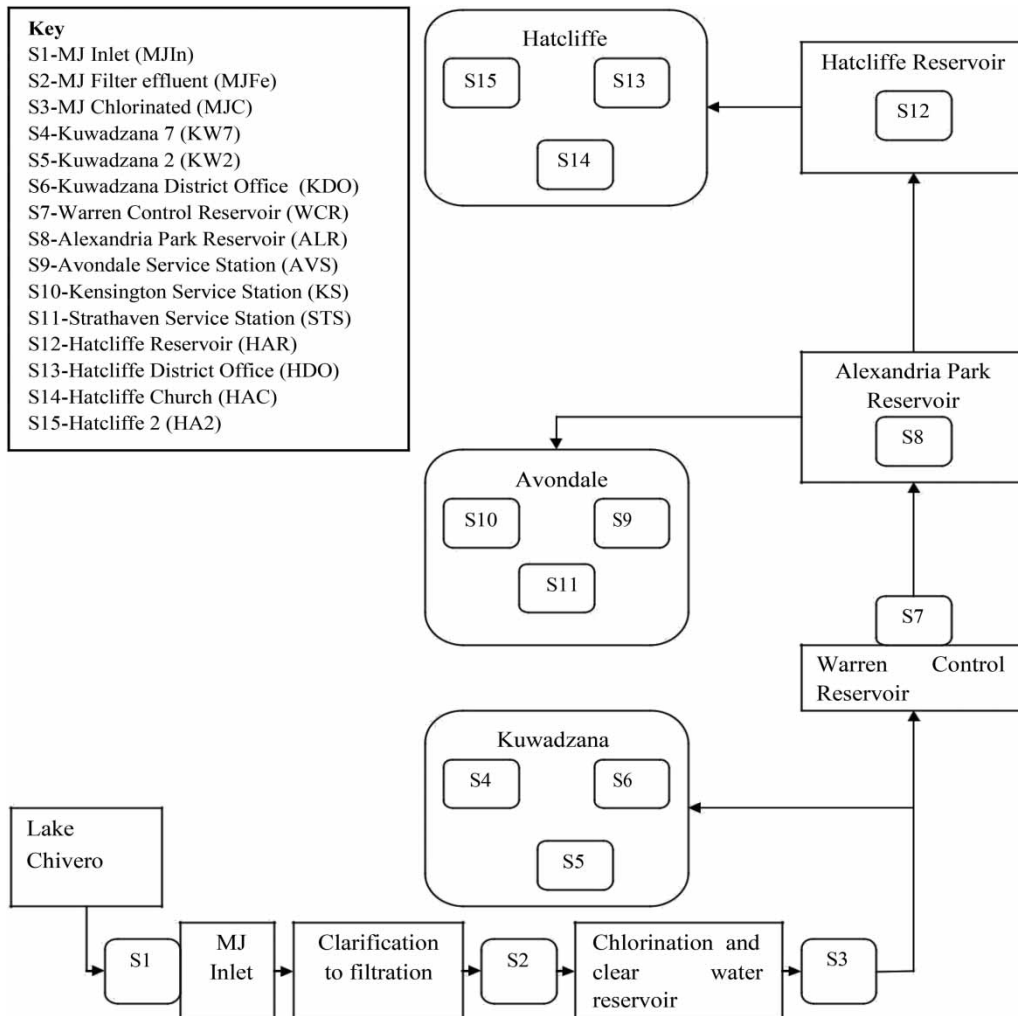 Key
S1-MJ Inlet (MJIn)
S2-MJ Filter effluent (MJFe)
S3-MJ Chlorinated (MJC)
S4-Kuwadzana 7 (KW7)
S5-Kuwadzana 2 (KW2)
S6-Kuwadzana District Office (KDO)
S7-Warren Control Reservoir (WCR)
S8-Alexandria Park Reservoir (ALR)
S9-Avondale Service Station (AVS)
S10-Kensington Service Station (KS)
S11-Strathaven Service Station (STS)
S12-Hatcliffe Reservoir (HAR)
S13-Hatcliffe District Office (HDO)
S14-Hatcliffe Church (HAC)
S15-Hatcliffe 2 (HA2)
Hatcliffe
S15
S13
S14
Hatcliffe Reservoir
S12
Alexandria Park
Reservoir
S8
Avondale
S10
S9
S11
S7
Warren Control
Reservoir
Kuwadzana
S4
S6
S5
Lake
Chivero
S1
MJ
Inlet
Clarification
to filtration
S2
Chlorination and
clear water
reservoir
S3